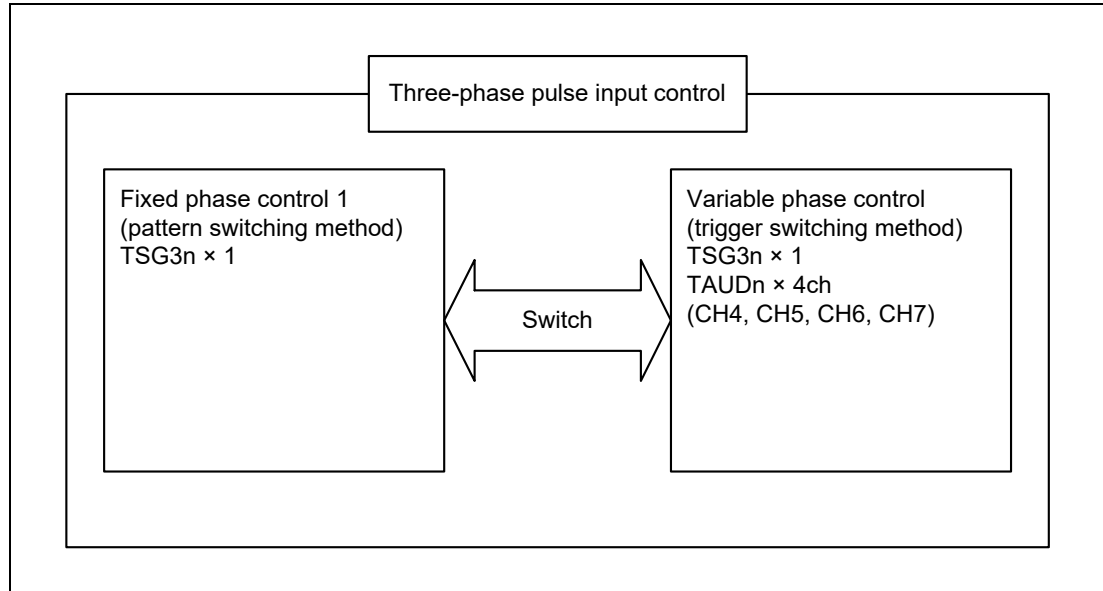 Three-phase pulse input control
Fixed phase control 1
(pattern switching method)
TSG3n × 1
Switch
Variable phase control
(trigger switching method)
TSG3n × 1
TAUDn × 4ch
(CH4, CH5, CH6, CH7)